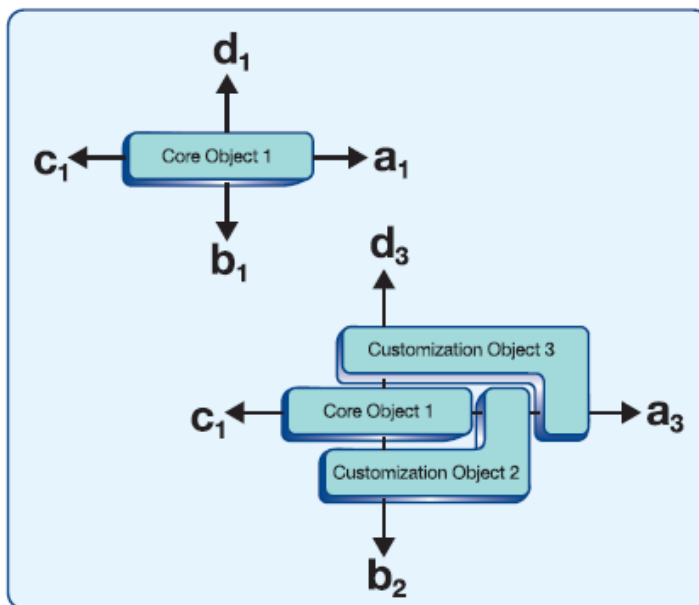 d₁
c₁ Core Object 1 a₁
b₁
d₃
Customization Object 3
c₁ Core Object 1 a₃
Customization Object 2
b₂